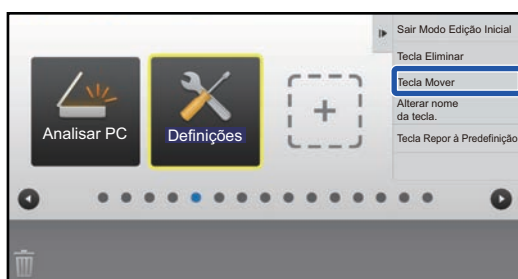 Sair Modo Edição Inicial
Tecla Eliminar
Tecla Mover
Alterar nome
da tecla.
Tecla Repor à Predefinição
Analisar PC
Definições